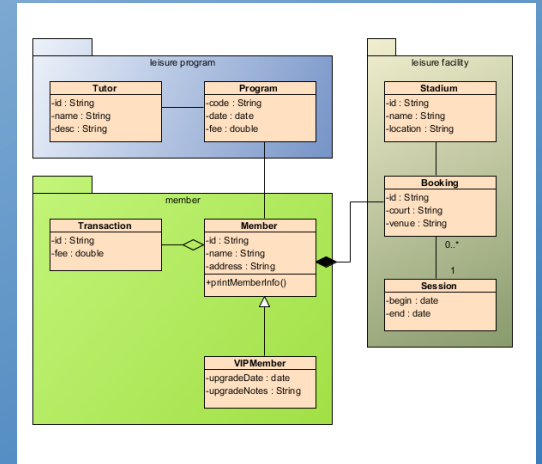 leisure program
Tutor
-id : String
-name : String
-desc : String
Program
-code : String
-date : date
-fee : double
member
Transaction
-id : String
-fee : double
Member
-id : String
-name : String
-address : String
+printMemberInfo()
VIPMember
-upgradeDate : date
-upgradeNotes : String
leisure facility
Stadium
-id : String
-name : String
-location : String
Booking
-id : String
-court : String
-venue : String
0..*
1
Session
-begin : date
-end : date